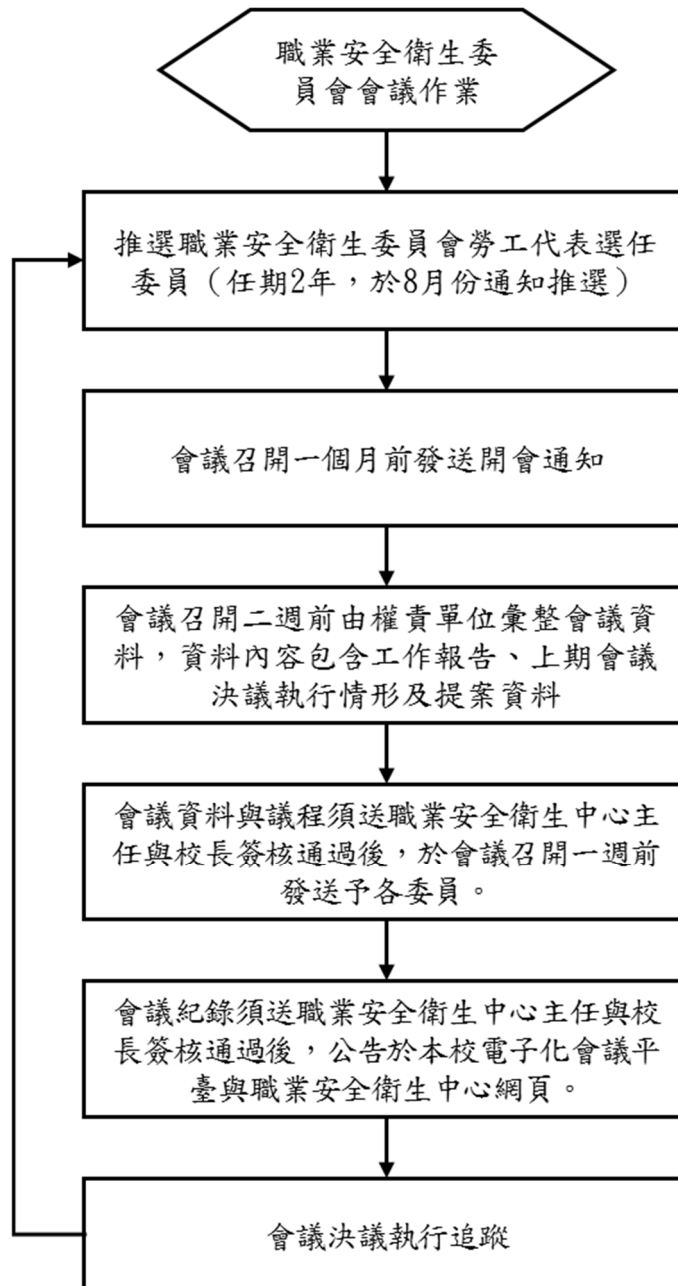 職業安全衛生委
員會會議作業
推選職業安全衛生委員會勞工代表選任
委員（任期2年，於8月份通知推選）
會議召開一個月前發送開會通知
會議召開二週前由權責單位彙整會議資
料，資料內容包含工作報告、上期會議
決議執行情形及提案資料
會議資料與議程須送職業安全衛生中心主
任與校長簽核通過後，於會議召開一週前
發送予各委員。
會議紀錄須送職業安全衛生中心主任與校
長簽核通過後，公告於本校電子化會議平
臺與職業安全衛生中心網頁。
會議決議執行追蹤